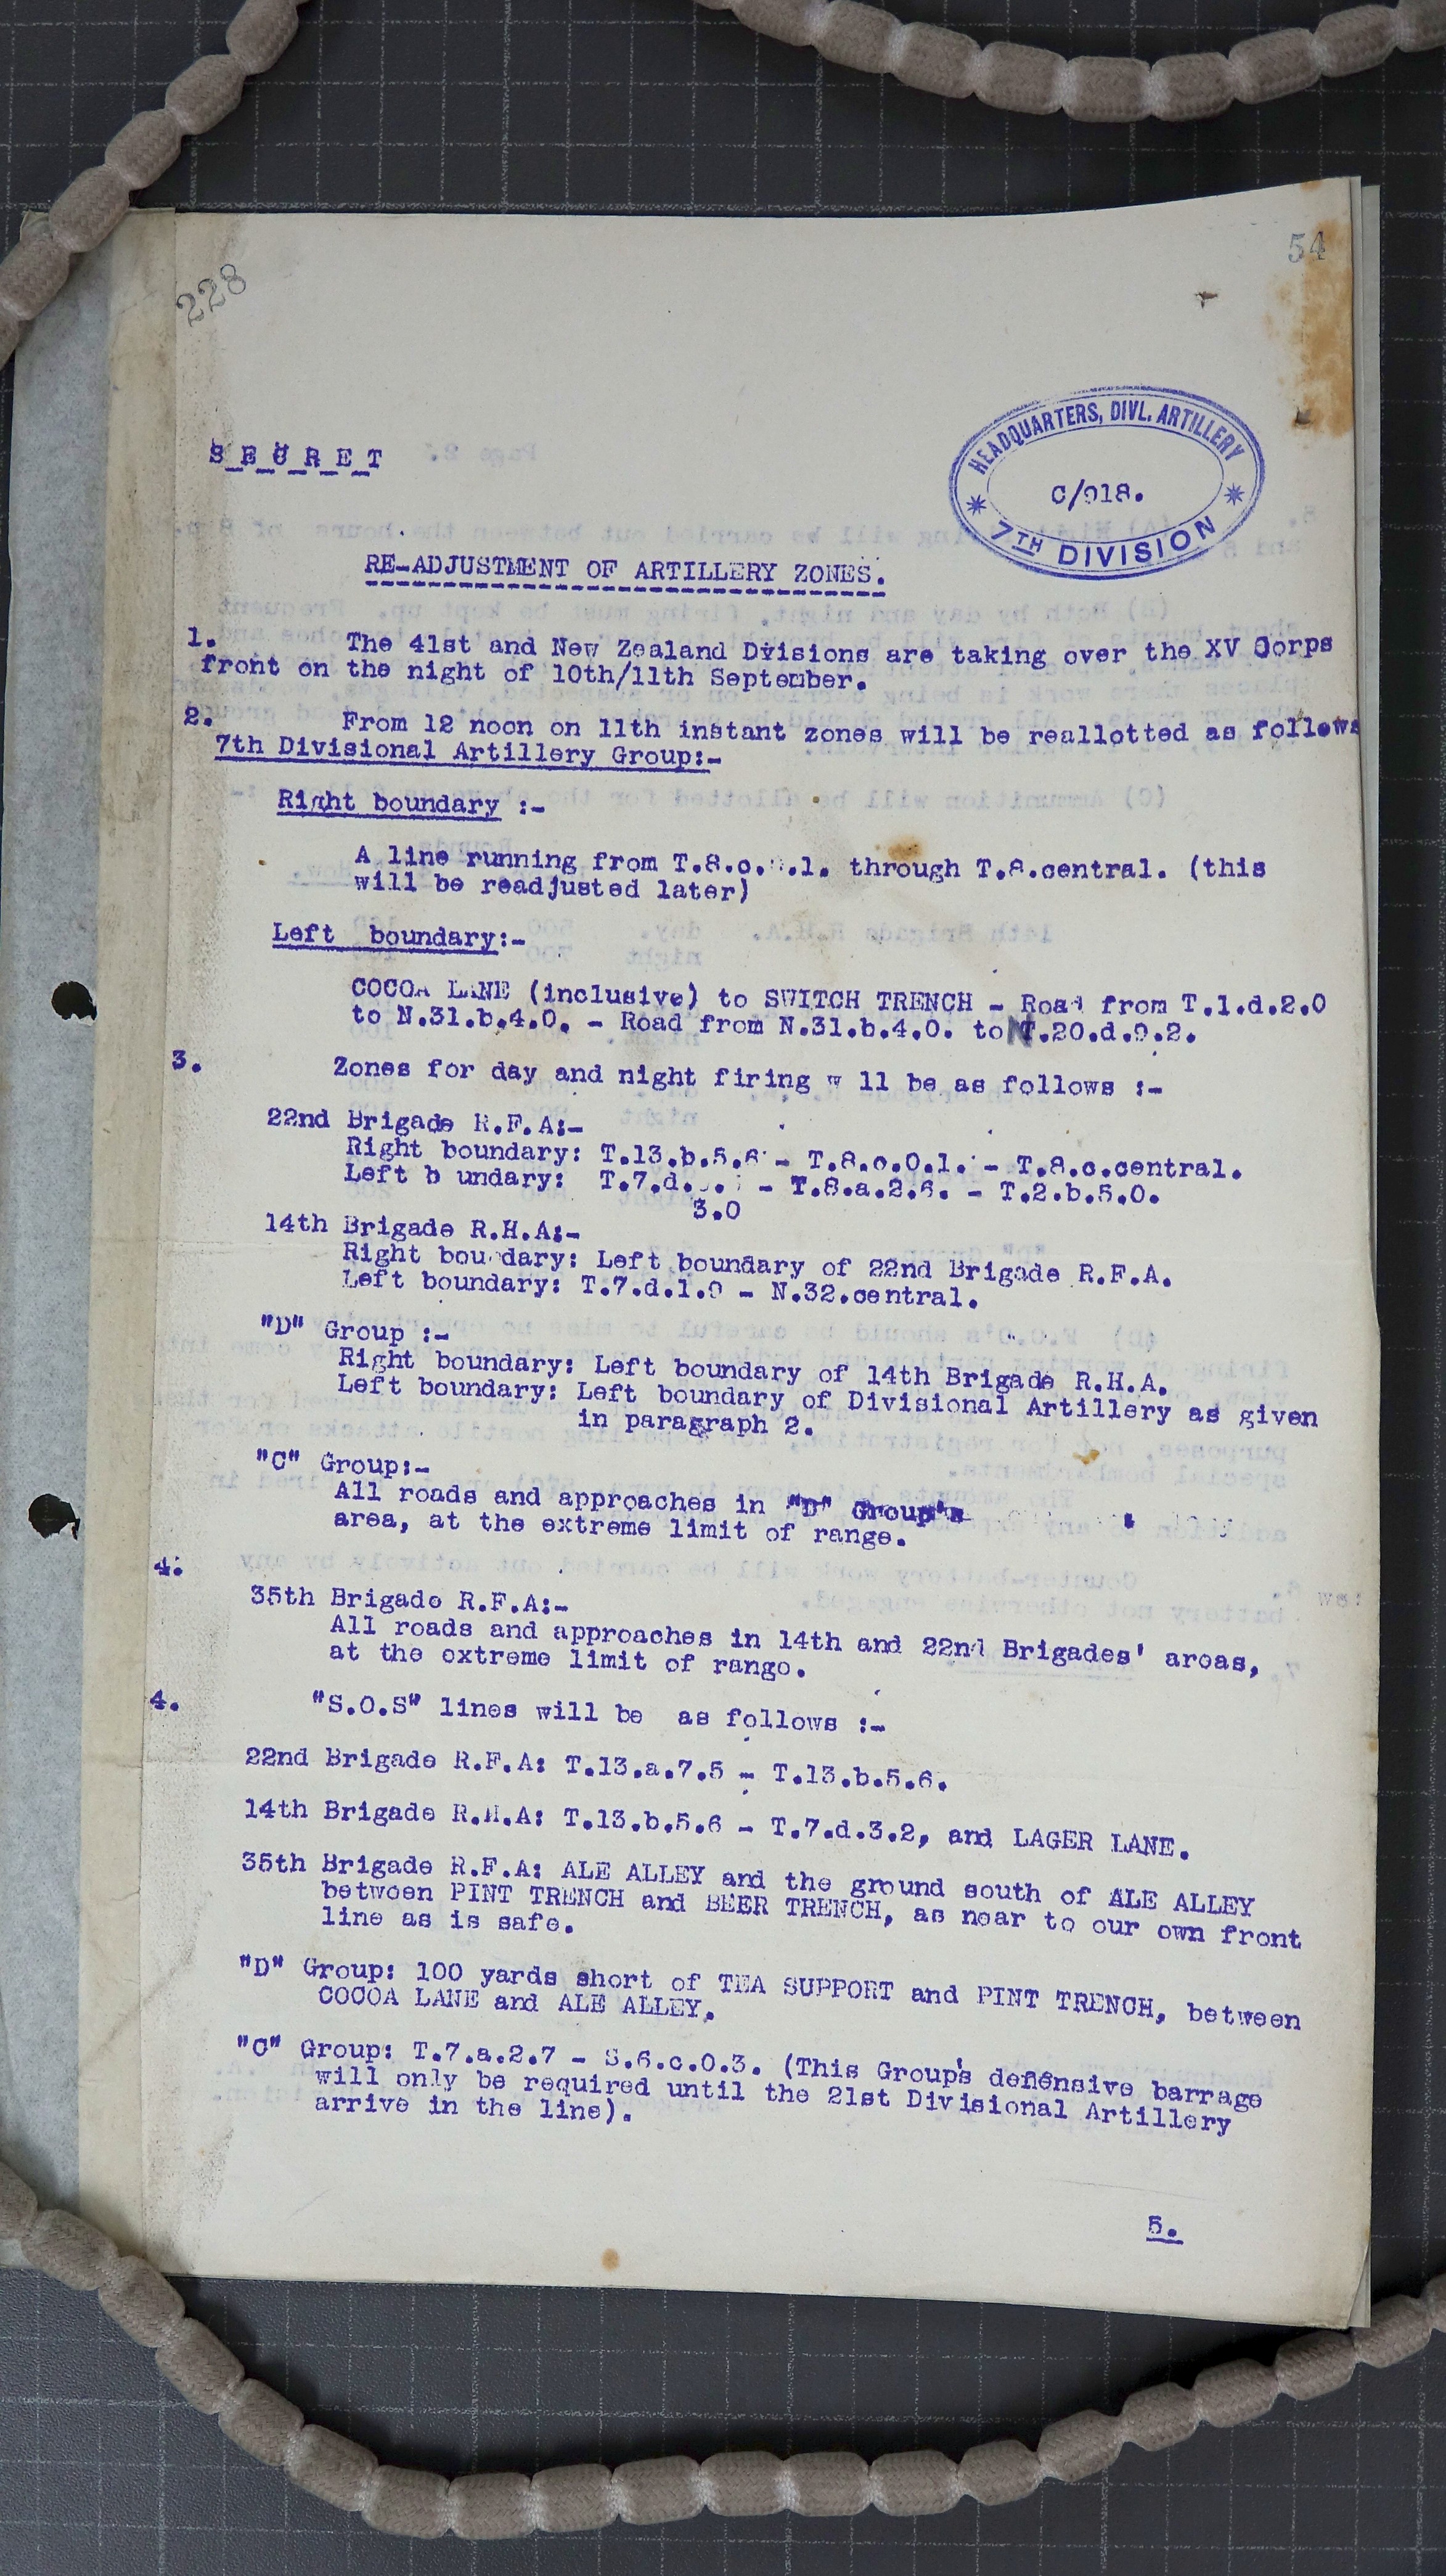 54
228
HEADQUARTERS, DIVL. ARTILLERY
C/918.
7TH DIVISION
S E C R E T
RE-ADJUSTMENT OF ARTILLERY ZONES.
1. The 41st and New Zealand Dvisions are taking over the XV Corps
front on the night of 10th/11th September.
2. From 12 noon on 11th instant zones will be reallotted as follows
7th Divisional Artillery Group:-
Right boundary :-
A line running from T.8.c. .1. through T.8.central. (this
will be readjusted later)
Left boundary:-
COCOA LANE (inclusive) to SWITCH TRENCH - Road from T.1.d.2.0
to N.31.b.4.0. - Road from N.31.b.4.0. to N.20.d.9.2.
3. Zones for day and night firing w ll be as follows :-
22nd Brigade R.F.A:-
Right boundary: T.13.b.5.6 - T.8.c.0.1. - T.8.c.central.
Left b undary: T.7.d. - T.8.a.2.6. - T.2.b.5.0.
3.0
14th Brigade R.H.A:-
Right boundary: Left boundary of 22nd Brigade R.F.A.
Left boundary: T.7.d.1.9 - N.32.central.
"D" Group :-
Right boundary: Left boundary of 14th Brigade R.H.A.
Left boundary: Left boundary of Divisional Artillery as given
in paragraph 2.
"C" Group:-
All roads and approaches in "D" Group's
area, at the extreme limit of range.
4.
35th Brigade R.F.A:-
All roads and approaches in 14th and 22nd Brigades' areas,
at the extreme limit of range.
4. "S.O.S" lines will be as follows :-
22nd Brigade R.F.A: T.13.a.7.5 - T.13.b.5.6.
14th Brigade R.H.A: T.13.b.5.6 - T.7.d.3.2, and LAGER LANE.
35th Brigade R.F.A: ALE ALLEY and the ground south of ALE ALLEY
between PINT TRENCH and BEER TRENCH, as near to our own front
line as is safe.
"D" Group: 100 yards short of TEA SUPPORT and PINT TRENCH, between
COCOA LANE and ALE ALLEY.
"C" Group: T.7.a.2.7 - S.6.c.0.3. (This Group's defensive barrage
will only be required until the 21st Divisional Artillery
arrive in the line).
5.